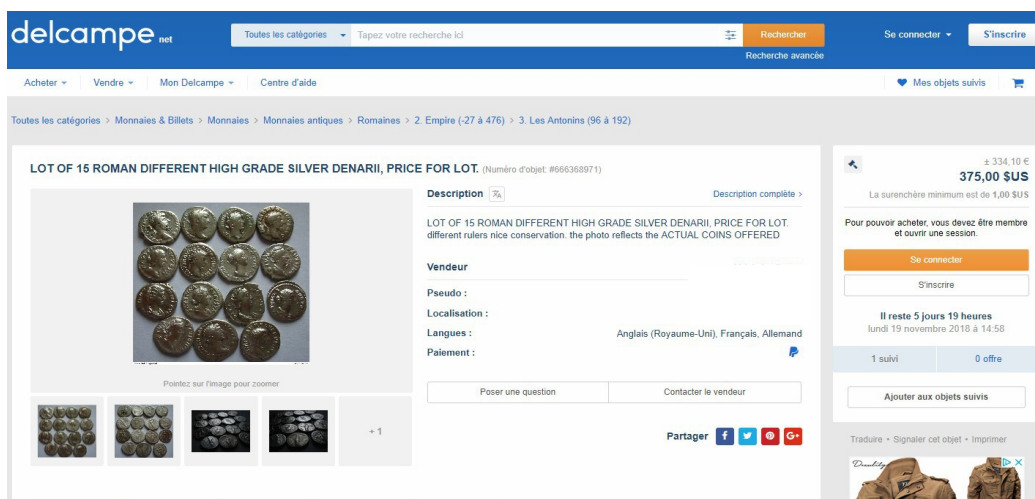 delcampe.net
Toutes les catégories
Tapez votre recherche ici
Rechercher
Recherche avancée
Se connecter
S'inscrire
Acheter
Vendre
Mon Delcampe
Centre d'aide
Mes objets suivis
Toutes les catégories > Monnaies & Billets > Monnaies > Monnaies antiques > Romaines > 2. Empire (-27 à 476) > 3. Les Antonins (96 à 192)
LOT OF 15 ROMAN DIFFERENT HIGH GRADE SILVER DENARII, PRICE FOR LOT. (Numéro d'objet: #666368971)
Pointez sur l'image pour zoomer
+ 1
Description
Description complète >
LOT OF 15 ROMAN DIFFERENT HIGH GRADE SILVER DENARII, PRICE FOR LOT.
different rulers nice conservation. the photo reflects the ACTUAL COINS OFFERED
Vendeur
Pseudo :
Localisation :
Langues :
Anglais (Royaume-Uni), Français, Allemand
Paiement :
Poser une question
Contacter le vendeur
Partager
G+
± 334,10 €
375,00 $US
La surenchère minimum est de 1,00 $US
Pour pouvoir acheter, vous devez être membre
et ouvrir une session.
Se connecter
S'inscrire
Il reste 5 jours 19 heures
lundi 19 novembre 2018 à 14:58
1 suivi
0 offre
Ajouter aux objets suivis
Traduire • Signaler cet objet • Imprimer